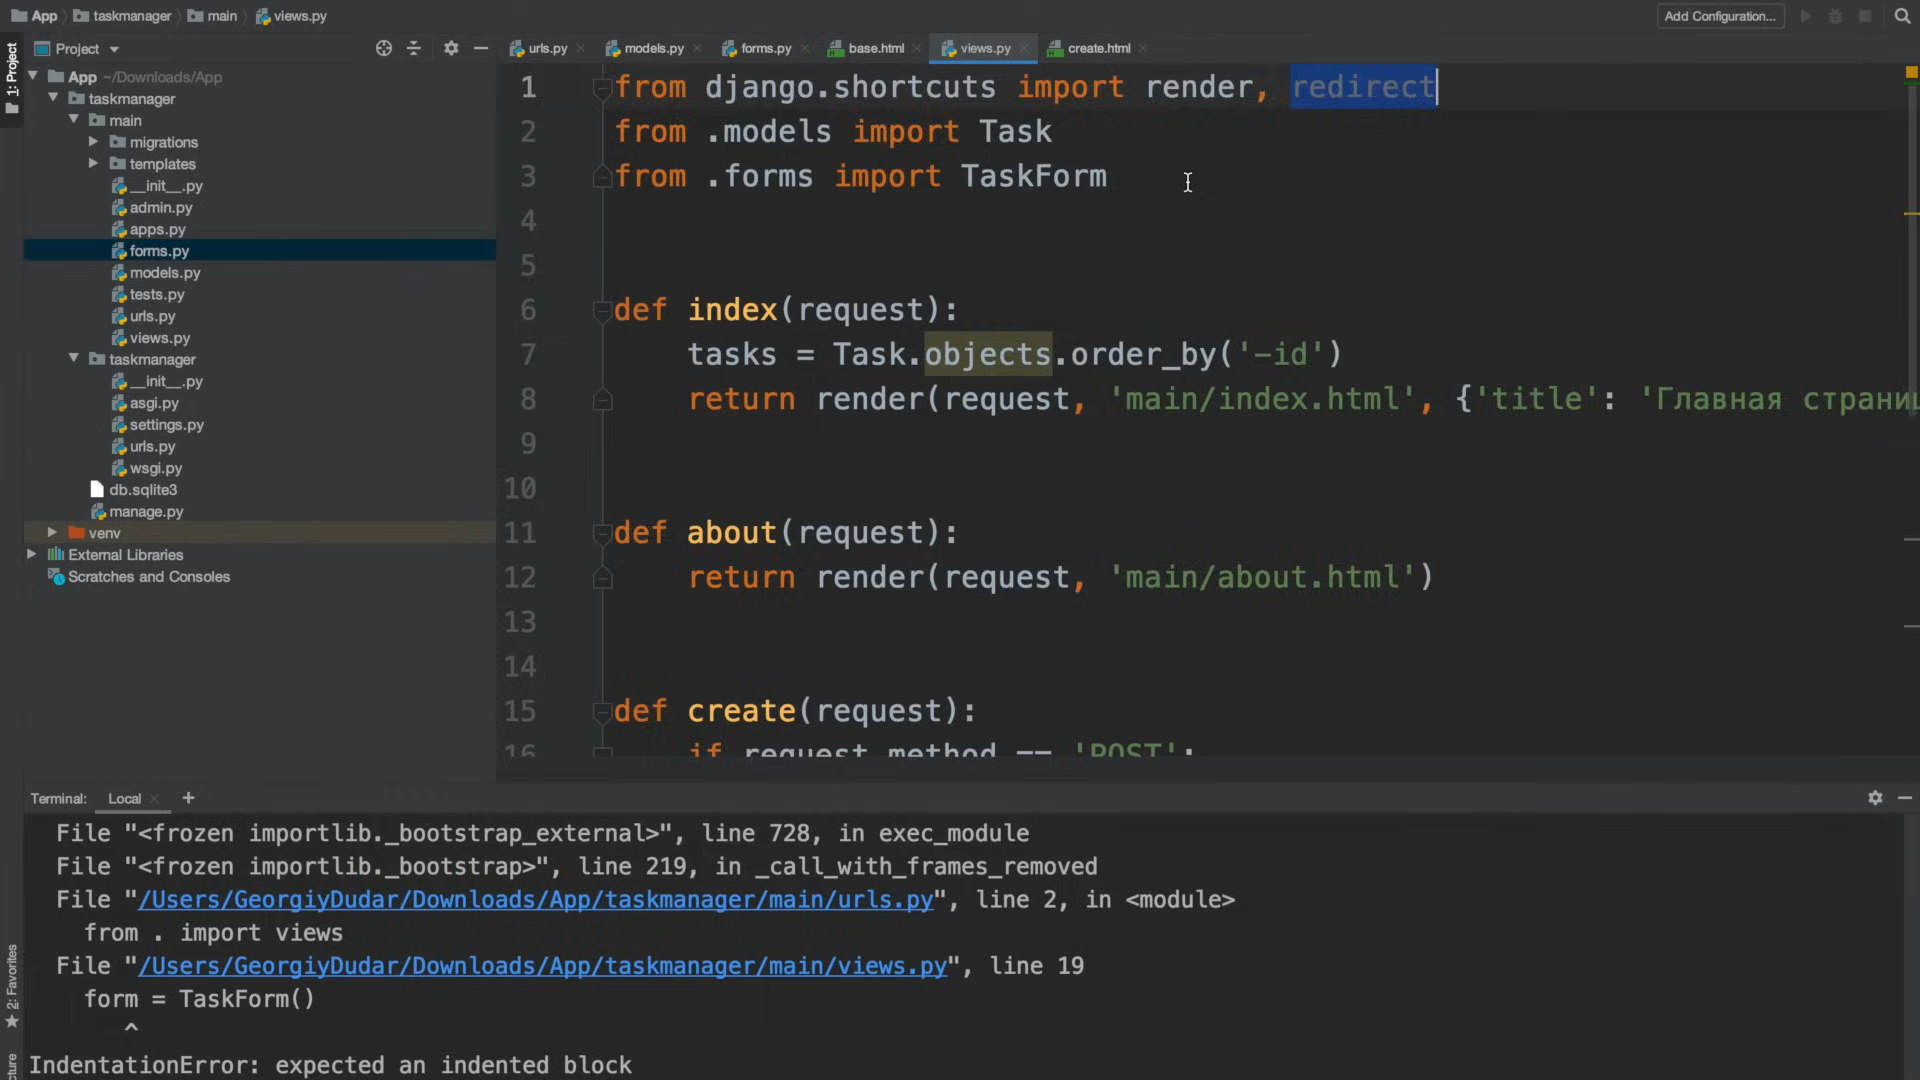 App taskmanager main views.py
Add Configuration...
1: Project
Project
urls.py models.py forms.py base.html views.py create.html
App ~/Downloads/App
taskmanager
main
migrations
templates
__init__.py
admin.py
apps.py
forms.py
models.py
tests.py
urls.py
views.py
taskmanager
__init__.py
asgi.py
settings.py
urls.py
wsgi.py
db.sqlite3
manage.py
venv
External Libraries
Scratches and Consoles
1 from django.shortcuts import render, redirect
2 from .models import Task
3 from .forms import TaskForm
4
5
6 def index(request):
7 tasks = Task.objects.order_by('-id')
8 return render(request, 'main/index.html', {'title': 'Главная страни
9
10
11 def about(request):
12 return render(request, 'main/about.html')
13
14
15 def create(request):
16 if request.method == 'POST':
Terminal: Local +
File "<frozen importlib._bootstrap_external>", line 728, in exec_module
File "<frozen importlib._bootstrap>", line 219, in _call_with_frames_removed
File "/Users/GeorgiyDudar/Downloads/App/taskmanager/main/urls.py", line 2, in <module>
from . import views
File "/Users/GeorgiyDudar/Downloads/App/taskmanager/main/views.py", line 19
form = TaskForm()
^
IndentationError: expected an indented block
2: Favorites